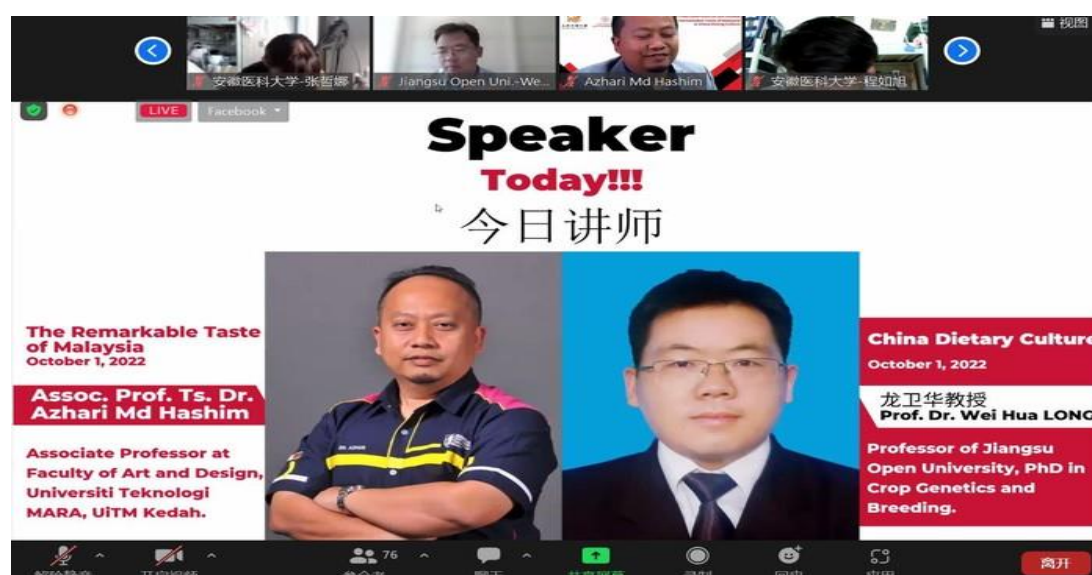 视图
安徽医科大学-张哲娜
Jiangsu Open Uni.-We...
Azhari Md Hashim
安徽医科大学-程如旭
LIVE
Facebook
Speaker
Today!!!
今日讲师
The Remarkable Taste
of Malaysia
October 1, 2022
Assoc. Prof. Ts. Dr.
Azhari Md Hashim
Associate Professor at
Faculty of Art and Design,
Universiti Teknologi
MARA, UiTM Kedah.
China Dietary Culture
October 1, 2022
龙卫华教授
Prof. Dr. Wei Hua LONG
Professor of Jiangsu
Open University, PhD in
Crop Genetics and
Breeding.
76
离开